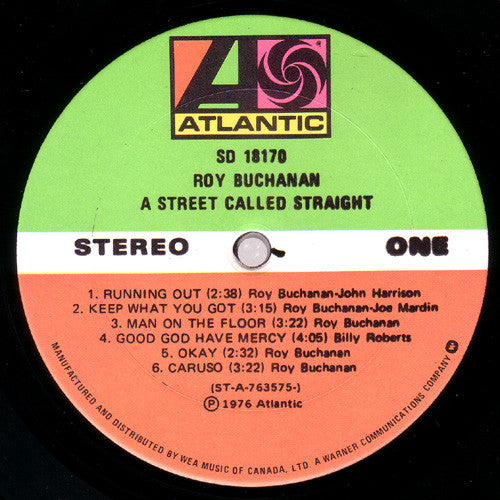 ATLANTIC
SD 18170
ROY BUCHANAN
A STREET CALLED STRAIGHT
STEREO
ONE
1. RUNNING OUT (2:38) Roy Buchanan-John Harrison
2. KEEP WHAT YOU GOT (3:15) Roy Buchanan-Joe Mardin
3. MAN ON THE FLOOR (3:22) Roy Buchanan
4. GOOD GOD HAVE MERCY (4:05) Billy Roberts
5. OKAY (2:32) Roy Buchanan
6. CARUSO (3:22) Roy Buchanan
(ST-A-763575-)
Ⓟ 1976 Atlantic
MANUFACTURED AND DISTRIBUTED BY WEA MUSIC OF CANADA, LTD. A WARNER COMMUNICATIONS COMPANY